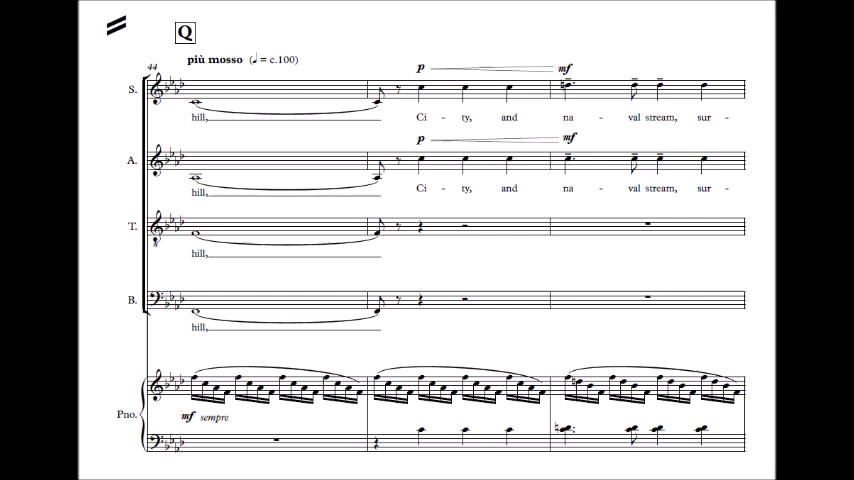 Q
più mosso (♩ = c.100)
44
p mf
S.
hill, Ci - ty, and na - val stream, sur -
p mf
A.
hill, Ci - ty, and na - val stream, sur -
T.
8
hill,
B.
hill,
Pno.
mf sempre